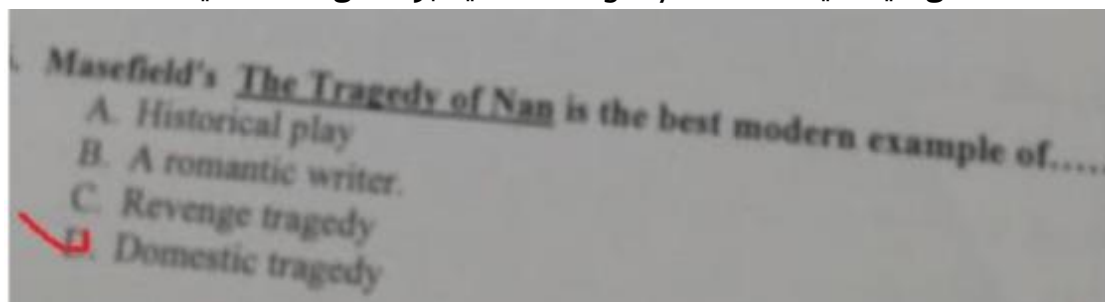 Masefield's The Tragedy of Nan is the best modern example of.....
A. Historical play
B. A romantic writer.
C. Revenge tragedy
D. Domestic tragedy